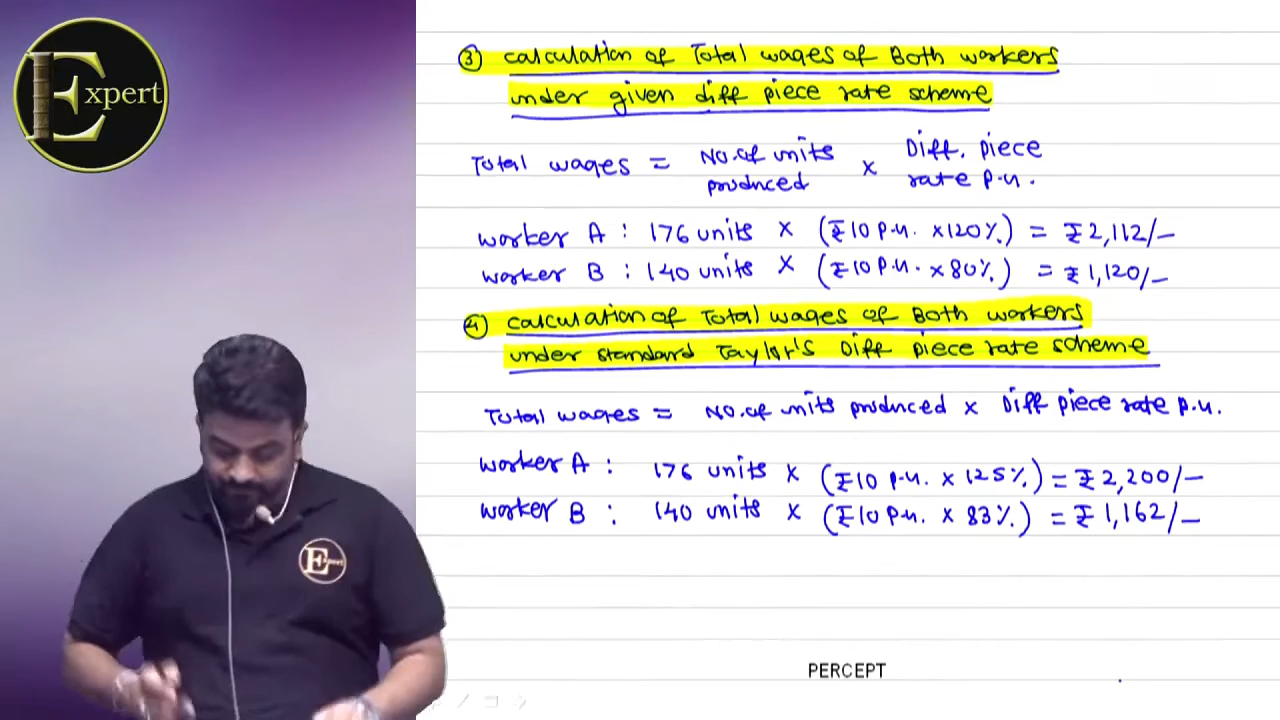 Expert
③ Calculation of Total wages of Both workers
under given diff piece rate scheme
Total wages = No. of units produced × Diff. piece rate p.u.
worker A : 176 units × (₹10 p.u. × 120%) = ₹2,112/-
worker B : 140 units × (₹10 p.u. × 80%) = ₹1,120/-
④ Calculation of Total wages of Both workers
under standard Taylor's Diff piece rate scheme
Total wages = No. of units produced × Diff piece rate p.u.
worker A : 176 units × (₹10 p.u. × 125%) = ₹2,200/-
worker B : 140 units × (₹10 p.u. × 83%) = ₹1,162/-
Expert
PERCEPT